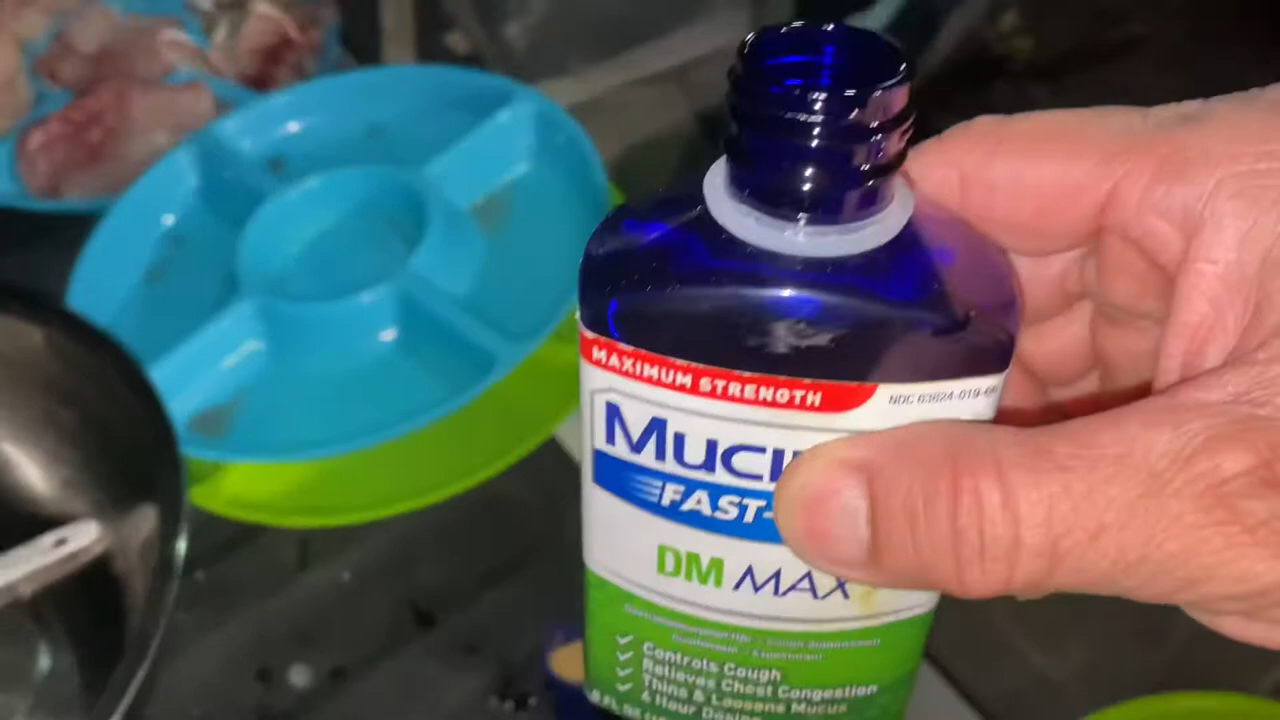 MAXIMUM STRENGTH
NDC 63824-019-
Muci
FAST-
DM MAX
Controls Cough
Relieves Chest Congestion
Thins & Loosens Mucus
4 Hour Dosing